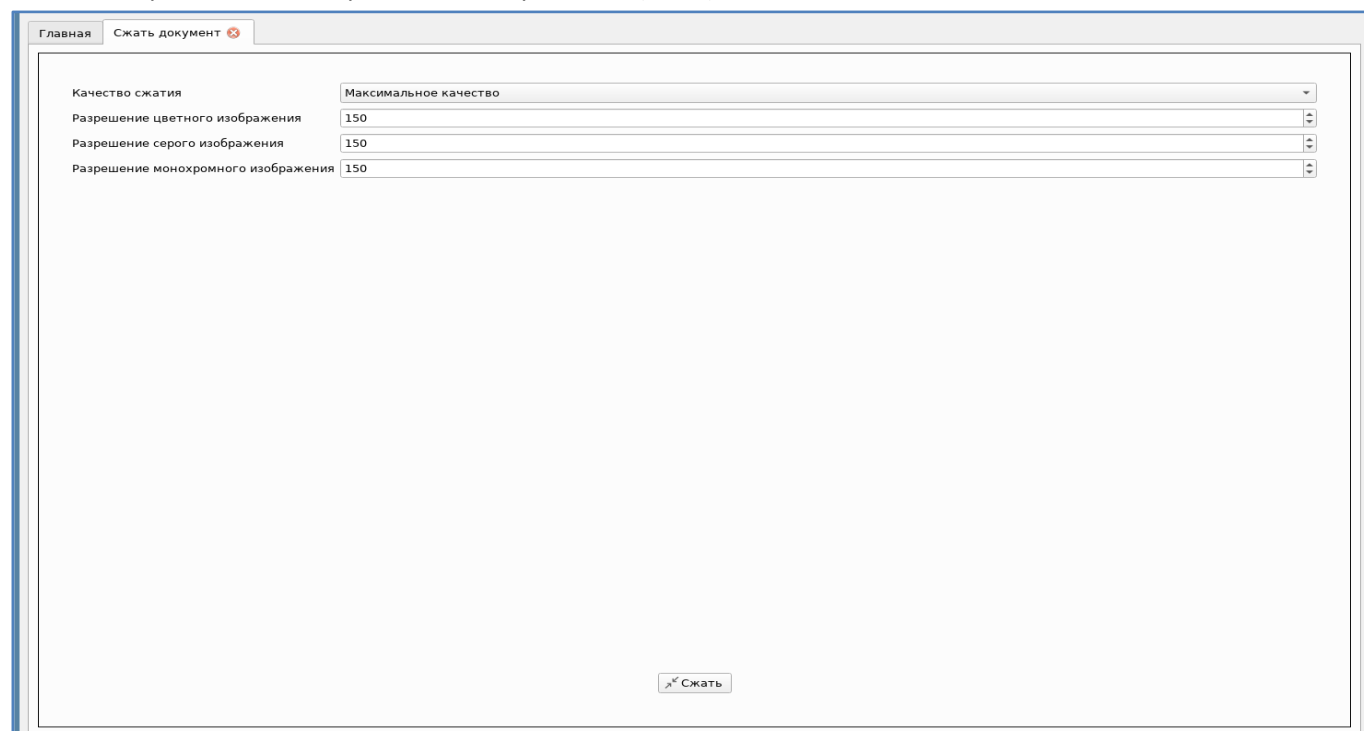 Главная Сжать документ
Качество сжатия Максимальное качество
Разрешение цветного изображения 150
Разрешение серого изображения 150
Разрешение монохромного изображения 150
Сжать